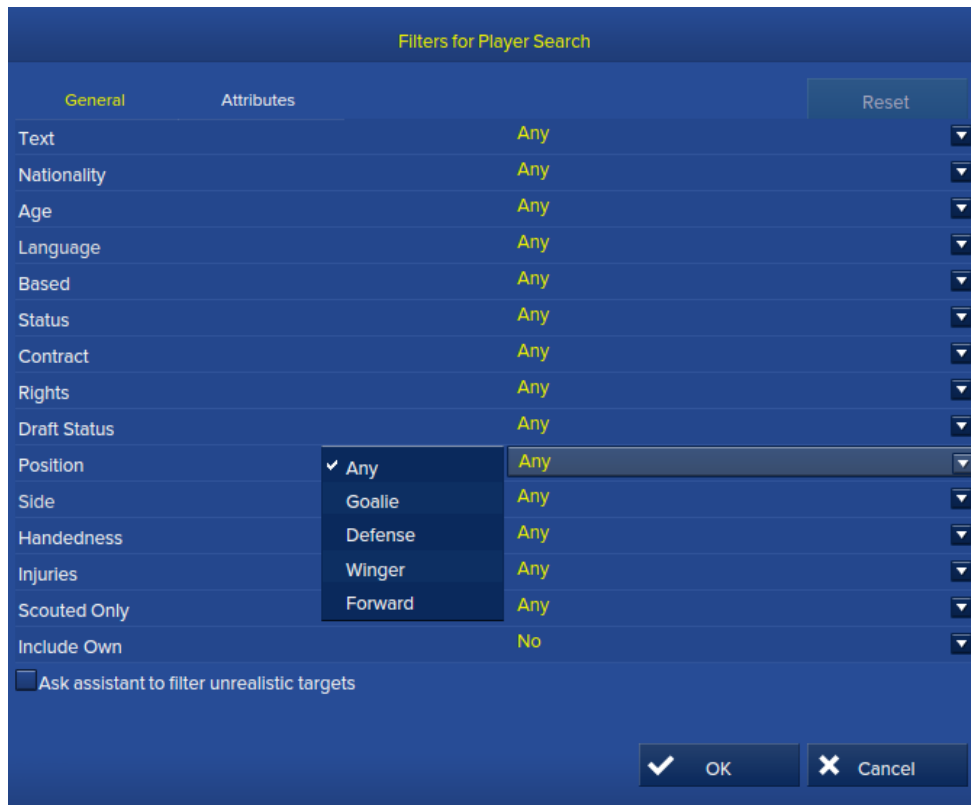 Filters for Player Search
General Attributes Reset
Text Any
Nationality Any
Age Any
Language Any
Based Any
Status Any
Contract Any
Rights Any
Draft Status Any
Position Any Any
Goalie
Side Any
Defense
Handedness Any
Winger
Injuries Any
Forward
Scouted Only Any
Include Own No
Ask assistant to filter unrealistic targets
OK Cancel